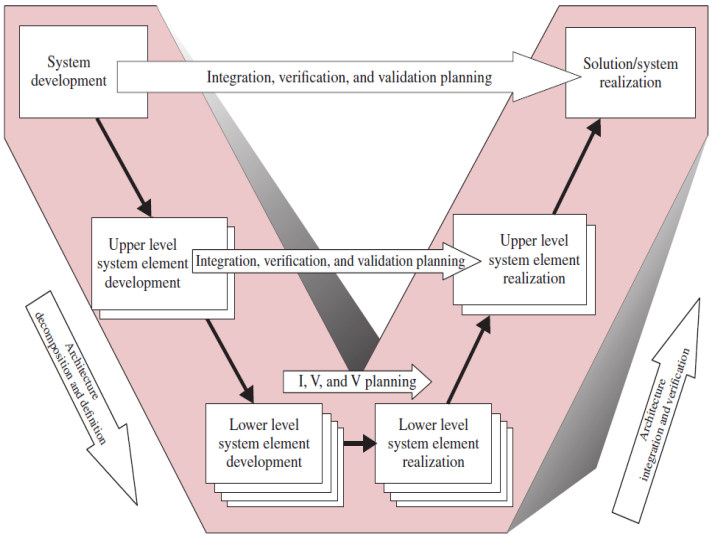 System
development
Integration, verification, and validation planning
Solution/system
realization
Upper level
system element
development
Integration, verification, and validation planning
Upper level
system element
realization
Architecture
decomposition and definition
I, V, and V planning
Lower level
system element
development
Lower level
system element
realization
Architecture
integration and verification